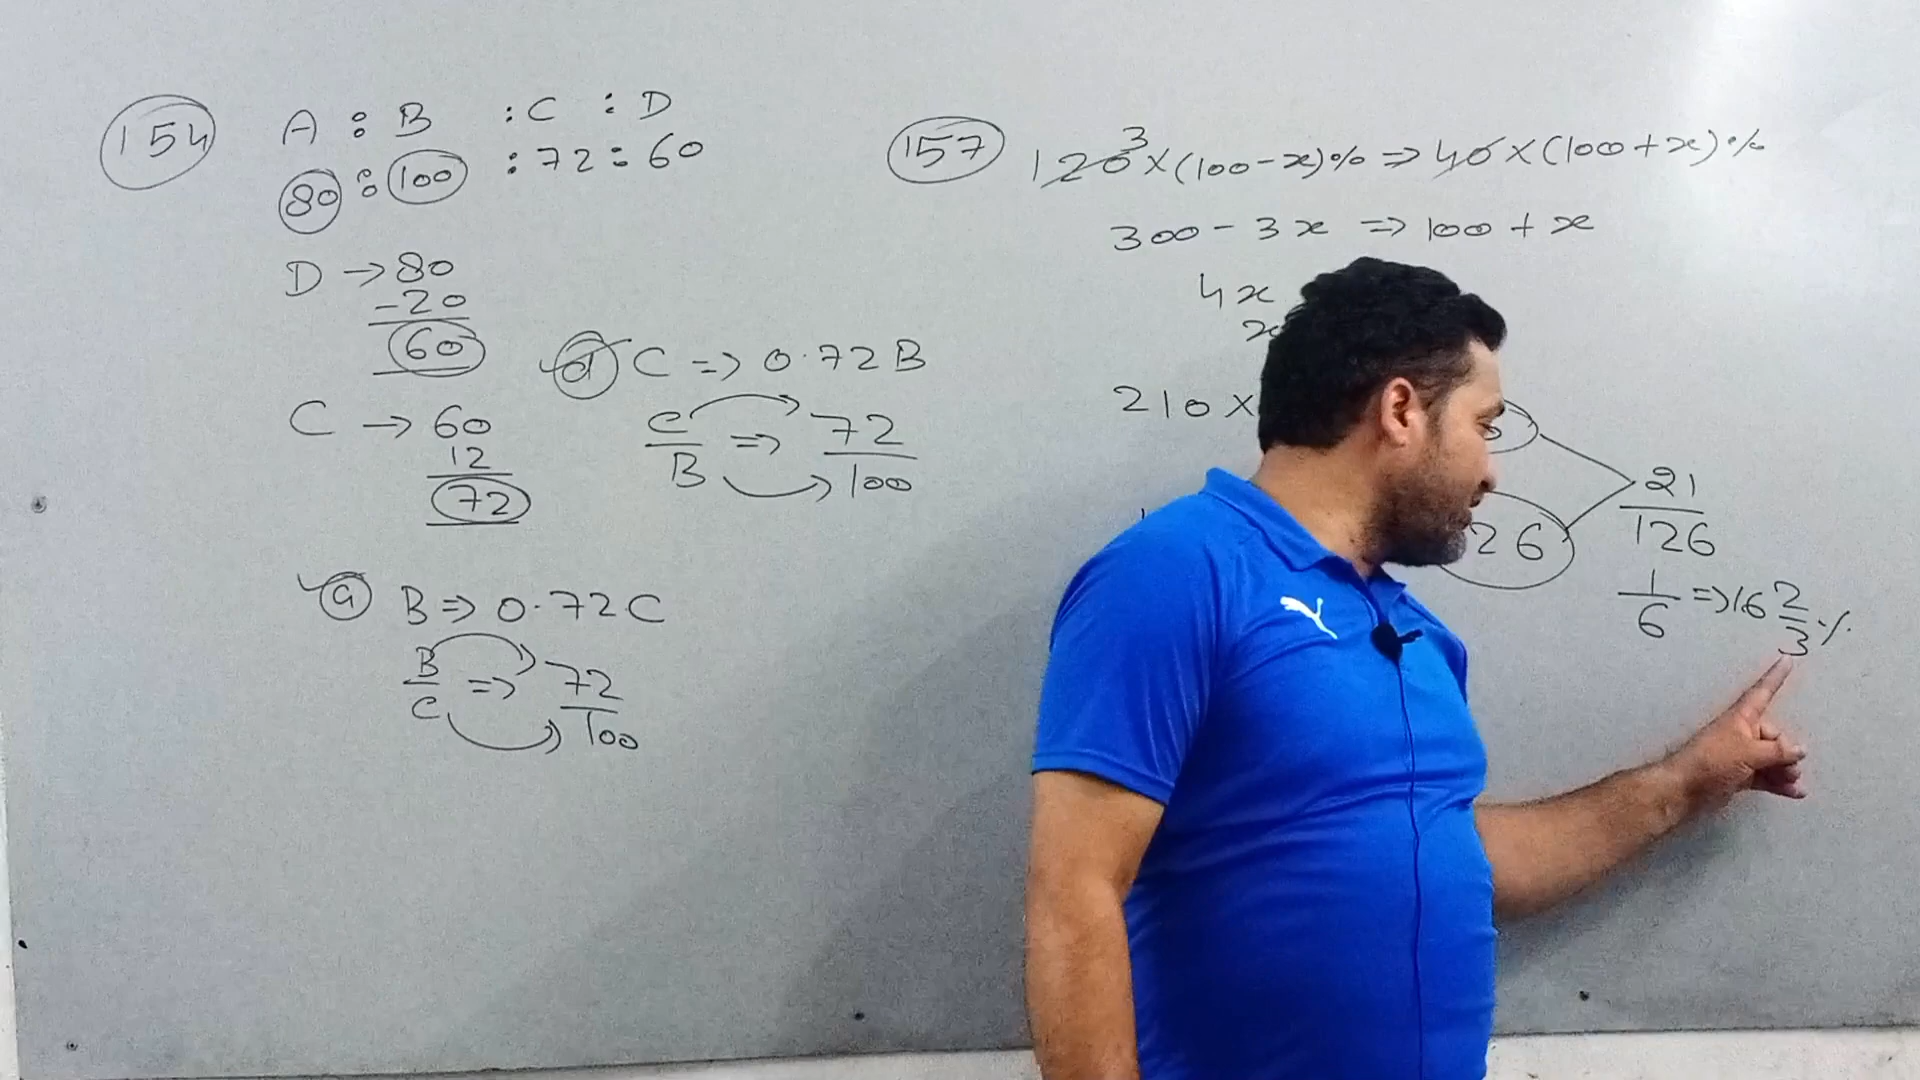 154
A : B : C : D
80 : 100 : 72 : 60
D → 80
-20
60
C → 60
12
72
a B => 0.72C
B/C => 72/100
d C => 0.72B
C/B => 72/100
157 120 3 × (100 - x)% => 40 × (100 + x)%
300 - 3x => 100 + x
4x
x
210 ×
26
21/126
1/6 => 16 2/3 %